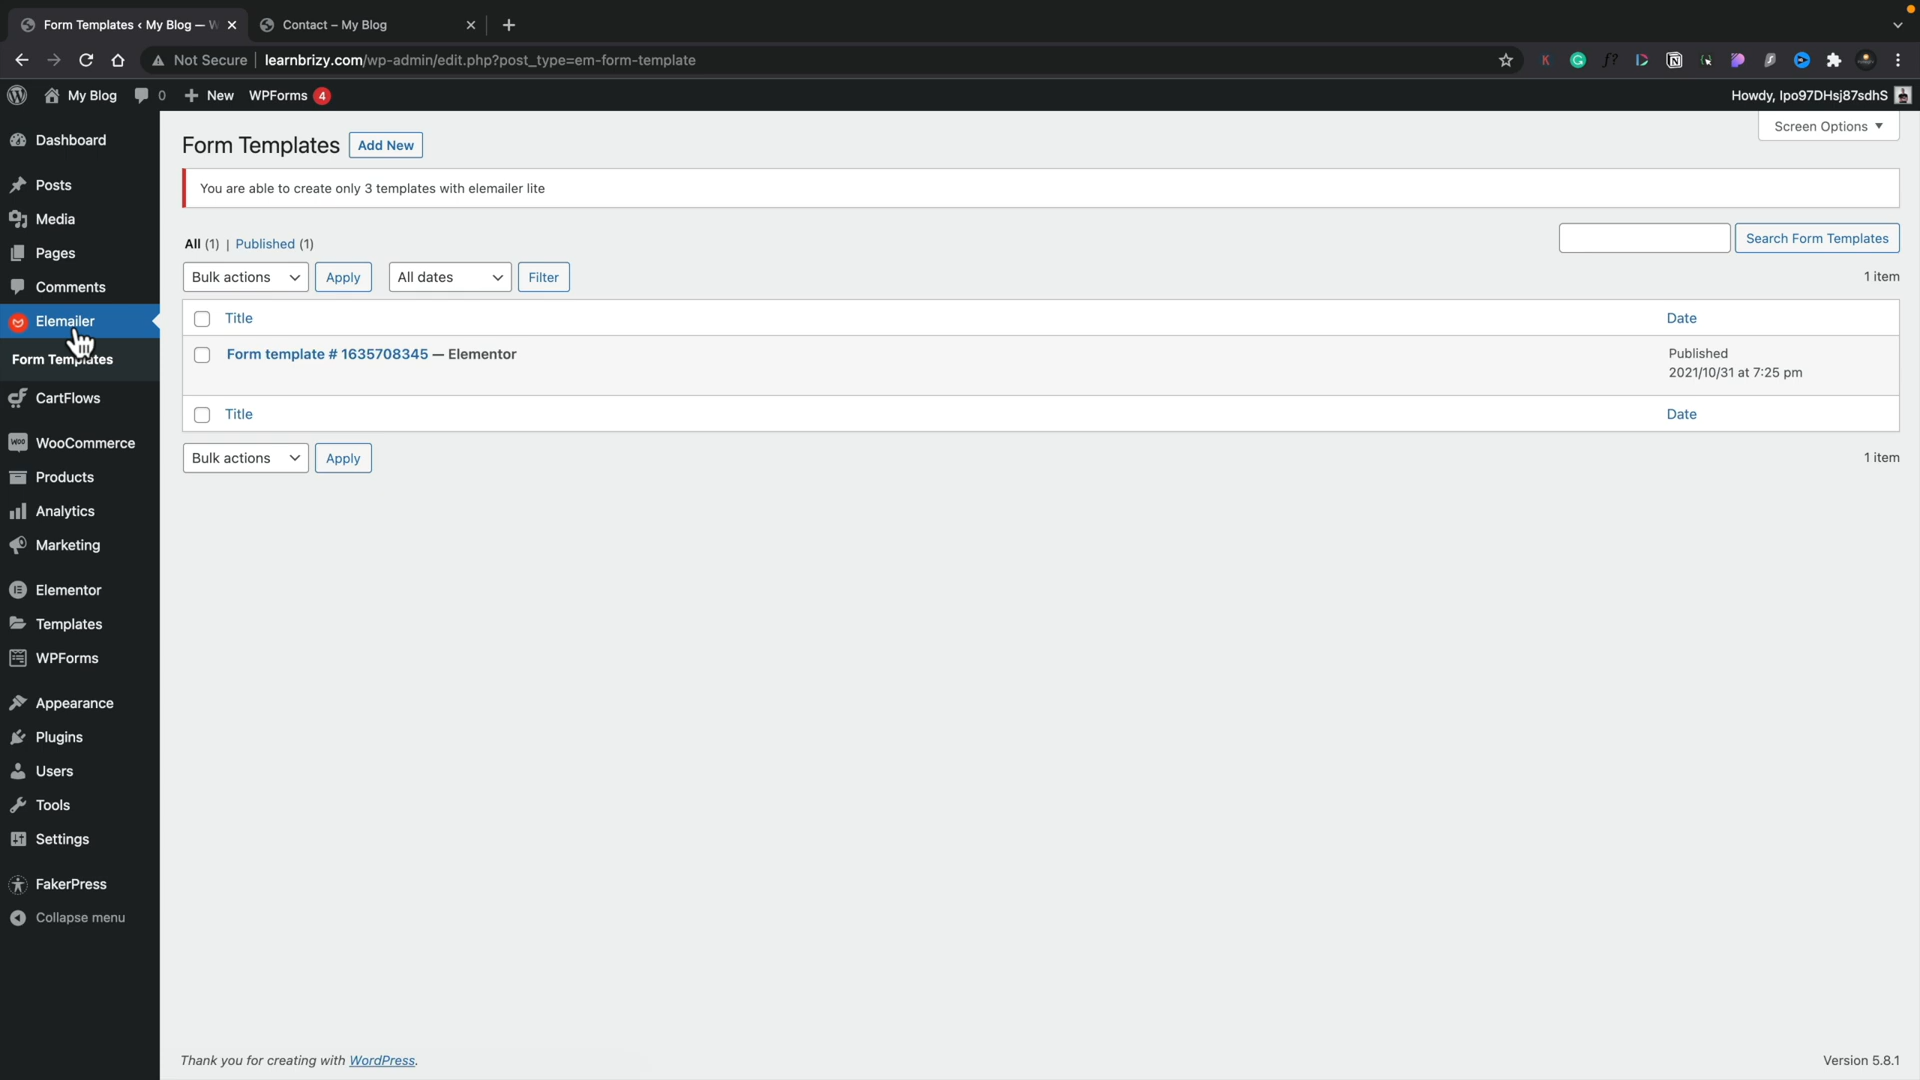 Form Templates ‹ My Blog — W
Contact – My Blog
Not Secure
learnbrizy.com/wp-admin/edit.php?post_type=em-form-template
My Blog
0
New
WPForms 4
Howdy, Ipo97DHsj87sdhS
Dashboard
Posts
Media
Pages
Comments
Elemailer
Form Templates
CartFlows
WooCommerce
Products
Analytics
Marketing
Elementor
Templates
WPForms
Appearance
Plugins
Users
Tools
Settings
FakerPress
Collapse menu
Screen Options
Form Templates
Add New
You are able to create only 3 templates with elemailer lite
All (1) | Published (1)
Search Form Templates
Bulk actions
Apply
All dates
Filter
1 item
Title
Date
Form template # 1635708345 — Elementor
Published
2021/10/31 at 7:25 pm
Title
Date
Bulk actions
Apply
1 item
Thank you for creating with WordPress.
Version 5.8.1